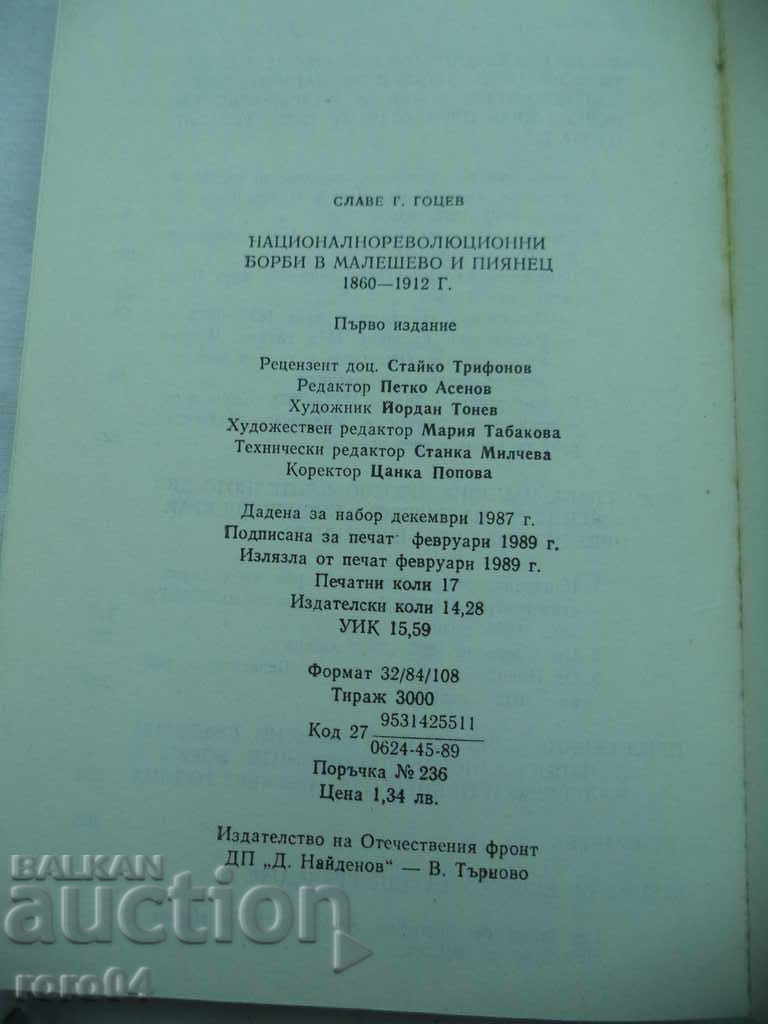 СЛАВЕ Г. ГОЦЕВ
НАЦИОНАЛНОРЕВОЛЮЦИОННИ
БОРБИ В МАЛЕШЕВО И ПИЯНЕЦ
1860—1912 Г.
Първо издание
Рецензент доц. Стайко Трифонов
Редактор Петко Асенов
Художник Йордан Тонев
Художествен редактор Мария Табакова
Технически редактор Станка Милчева
Коректор Цанка Попова
Дадена за набор декември 1987 г.
Подписана за печат февруари 1989 г.
Излязла от печат февруари 1989 г.
Печатни коли 17
Издателски коли 14,28
УИК 15,59
Формат 32/84/108
Тираж 3000
Код 27 9531425511
0624-45-89
Поръчка № 236
Цена 1,34 лв.
Издателство на Отечествения фронт
ДП „Д. Найденов" — В. Търново
BALKAN
auction
roro04